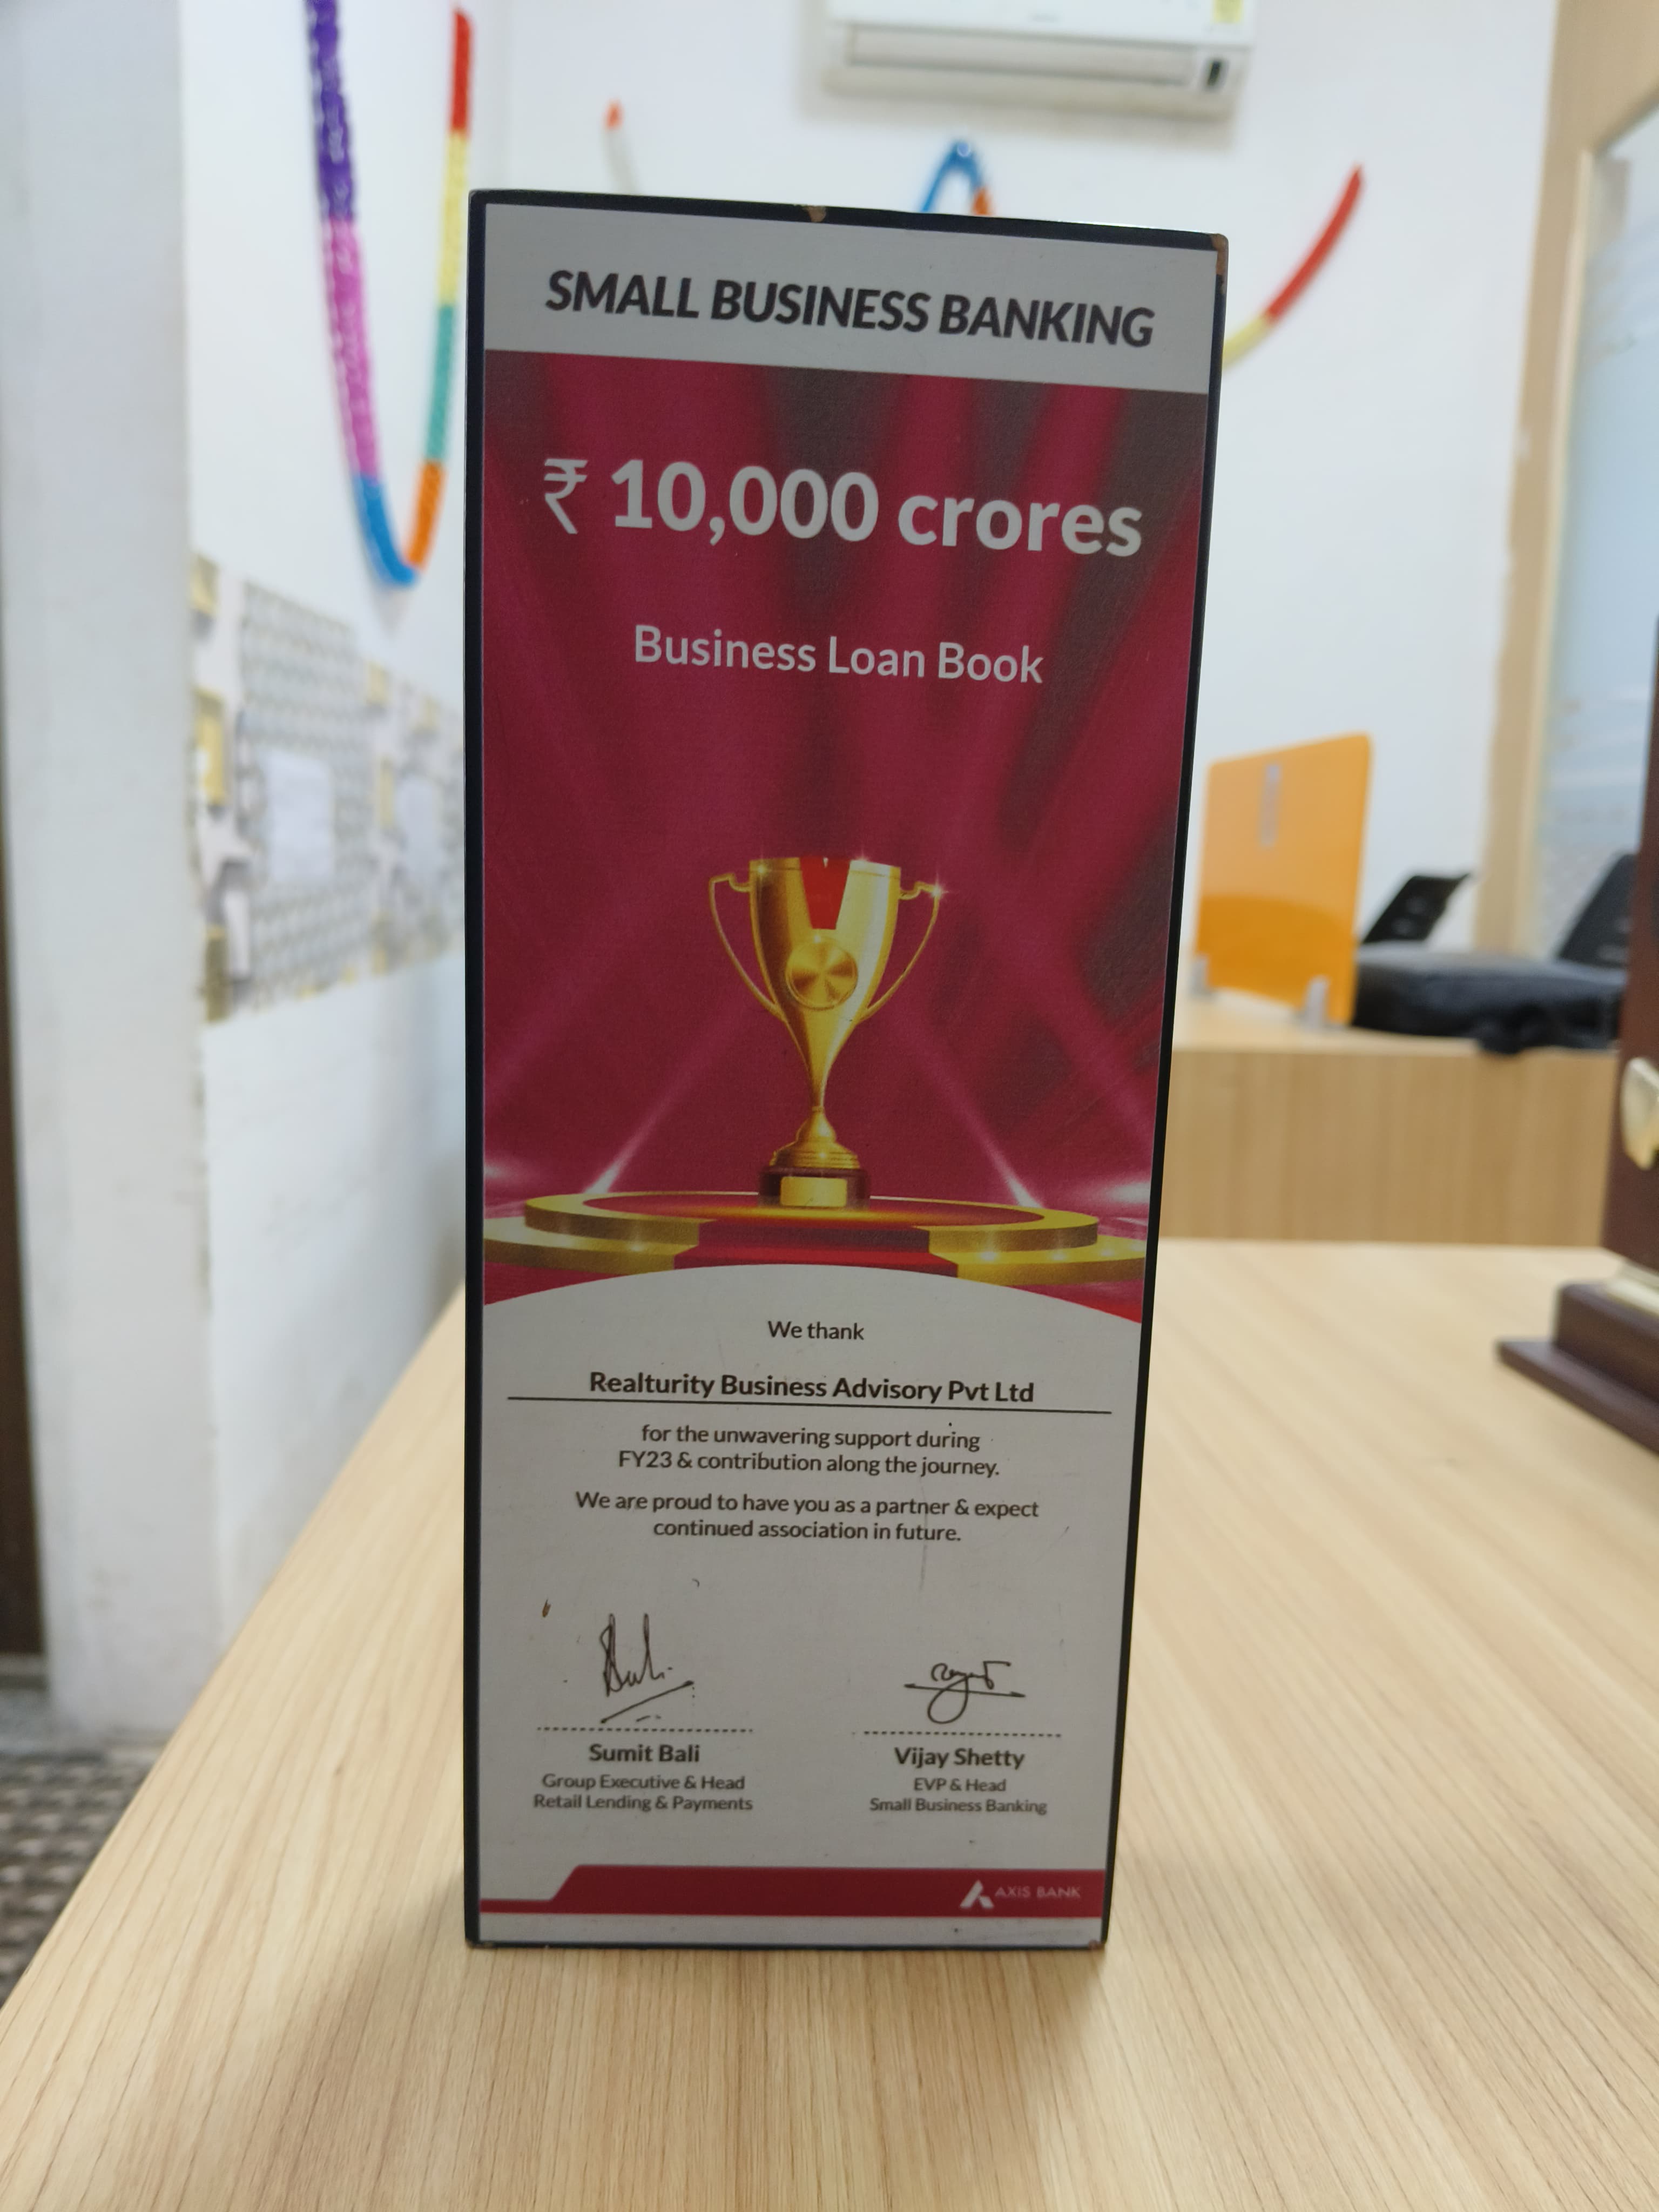 SMALL BUSINESS BANKING
₹ 10,000 crores
Business Loan Book
We thank
Realturity Business Advisory Pvt Ltd
for the unwavering support during
FY23 & contribution along the journey.
We are proud to have you as a partner & expect
continued association in future.
Sumit Bali
Group Executive & Head
Retail Lending & Payments
Vijay Shetty
EVP & Head
Small Business Banking
AXIS BANK